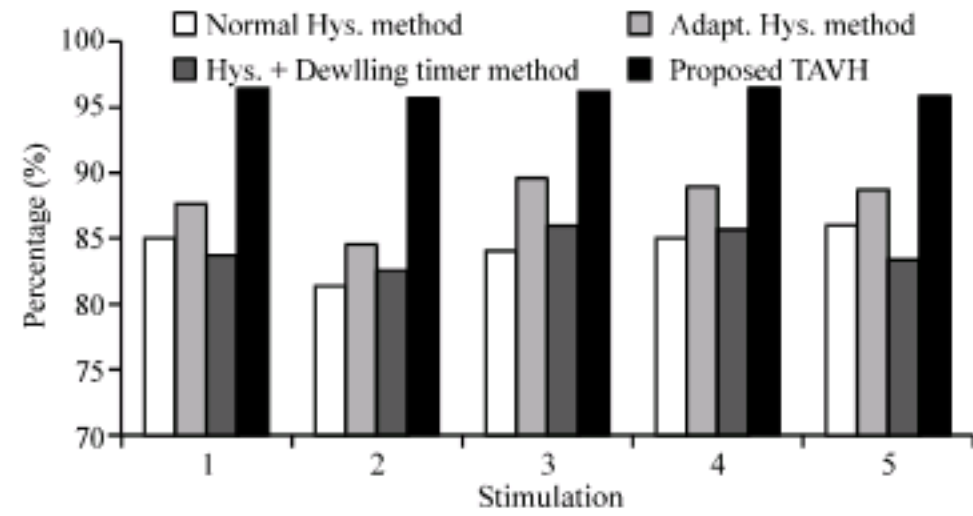 Normal Hys. method Adapt. Hys. method
Hys. + Dewlling timer method Proposed TAVH
Percentage (%)
100
95
90
85
80
75
70
1 2 3 4 5
Stimulation